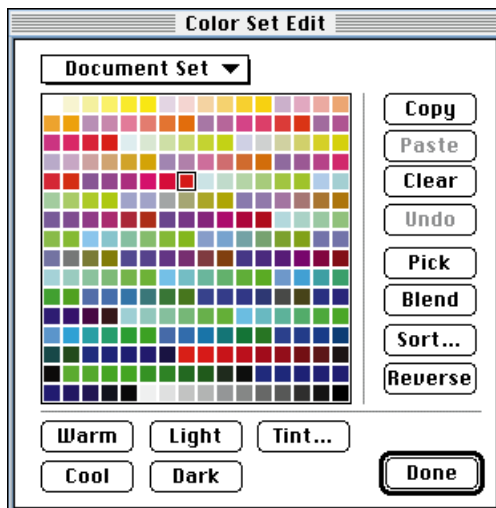 Color Set Edit
Document Set
Copy
Paste
Clear
Undo
Pick
Blend
Sort...
Reverse
Warm Light Tint...
Cool Dark
Done